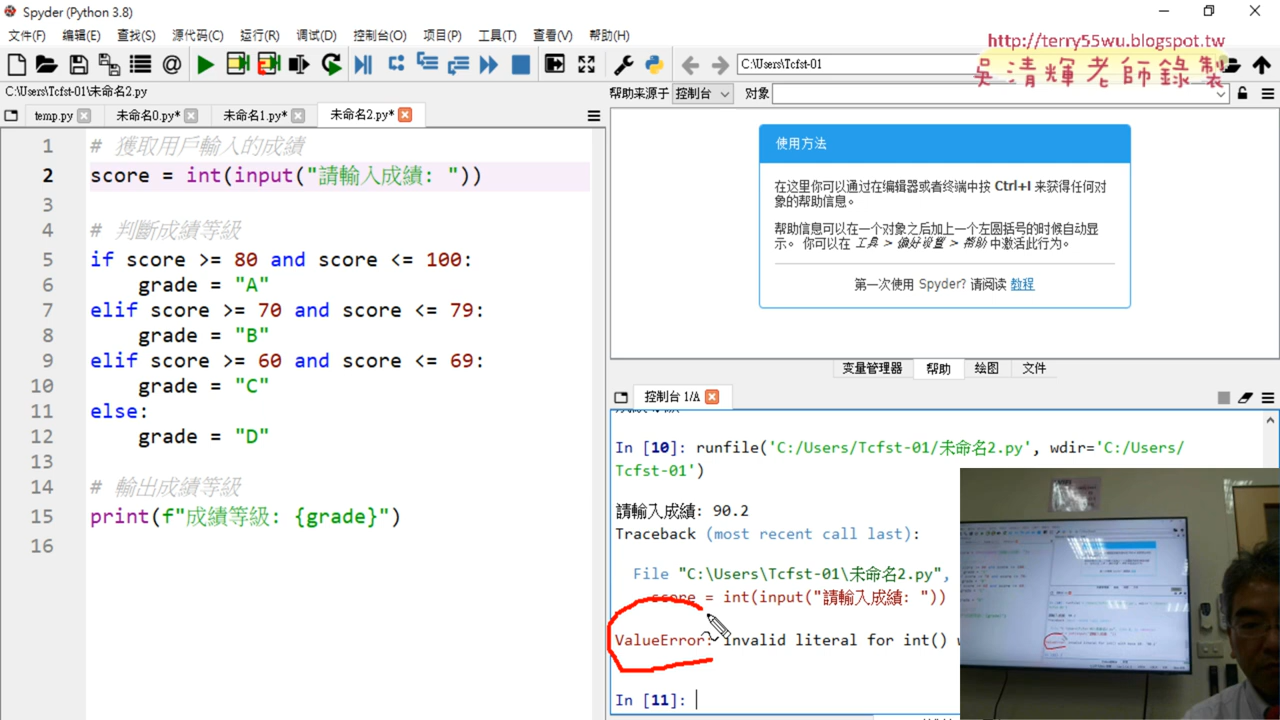 Spyder (Python 3.8)
文件(F) 编辑(E) 查找(S) 源代码(C) 运行(R) 调试(D) 控制台(O) 项目(P) 工具(T) 查看(V) 帮助(H)
http://terry55wu.blogspot.tw
吳清輝老師錄製
C:\Users\Tcfst-01
C:\Users\Tcfst-01\未命名2.py
帮助来源于 控制台 对象
temp.py 未命名0.py* 未命名1.py* 未命名2.py*
1 # 獲取用戶輸入的成績
2 score = int(input("請輸入成績: "))
3
4 # 判斷成績等級
5 if score >= 80 and score <= 100:
6 grade = "A"
7 elif score >= 70 and score <= 79:
8 grade = "B"
9 elif score >= 60 and score <= 69:
10 grade = "C"
11 else:
12 grade = "D"
13
14 # 輸出成績等級
15 print(f"成績等級: {grade}")
16
使用方法
在这里你可以通过在编辑器或者终端中按 Ctrl+I 来获得任何对
象的帮助信息。
帮助信息可以在一个对象之后加上一个左圆括号的时候自动显
示。 你可以在 工具 > 偏好设置 > 帮助 中激活此行为。
第一次使用 Spyder? 请阅读 教程
变量管理器 帮助 绘图 文件
控制台 1/A
In [10]: runfile('C:/Users/Tcfst-01/未命名2.py', wdir='C:/Users/
Tcfst-01')
請輸入成績: 90.2
Traceback (most recent call last):
File "C:\Users\Tcfst-01\未命名2.py",
score = int(input("請輸入成績: "))
ValueError: invalid literal for int()
In [11]: